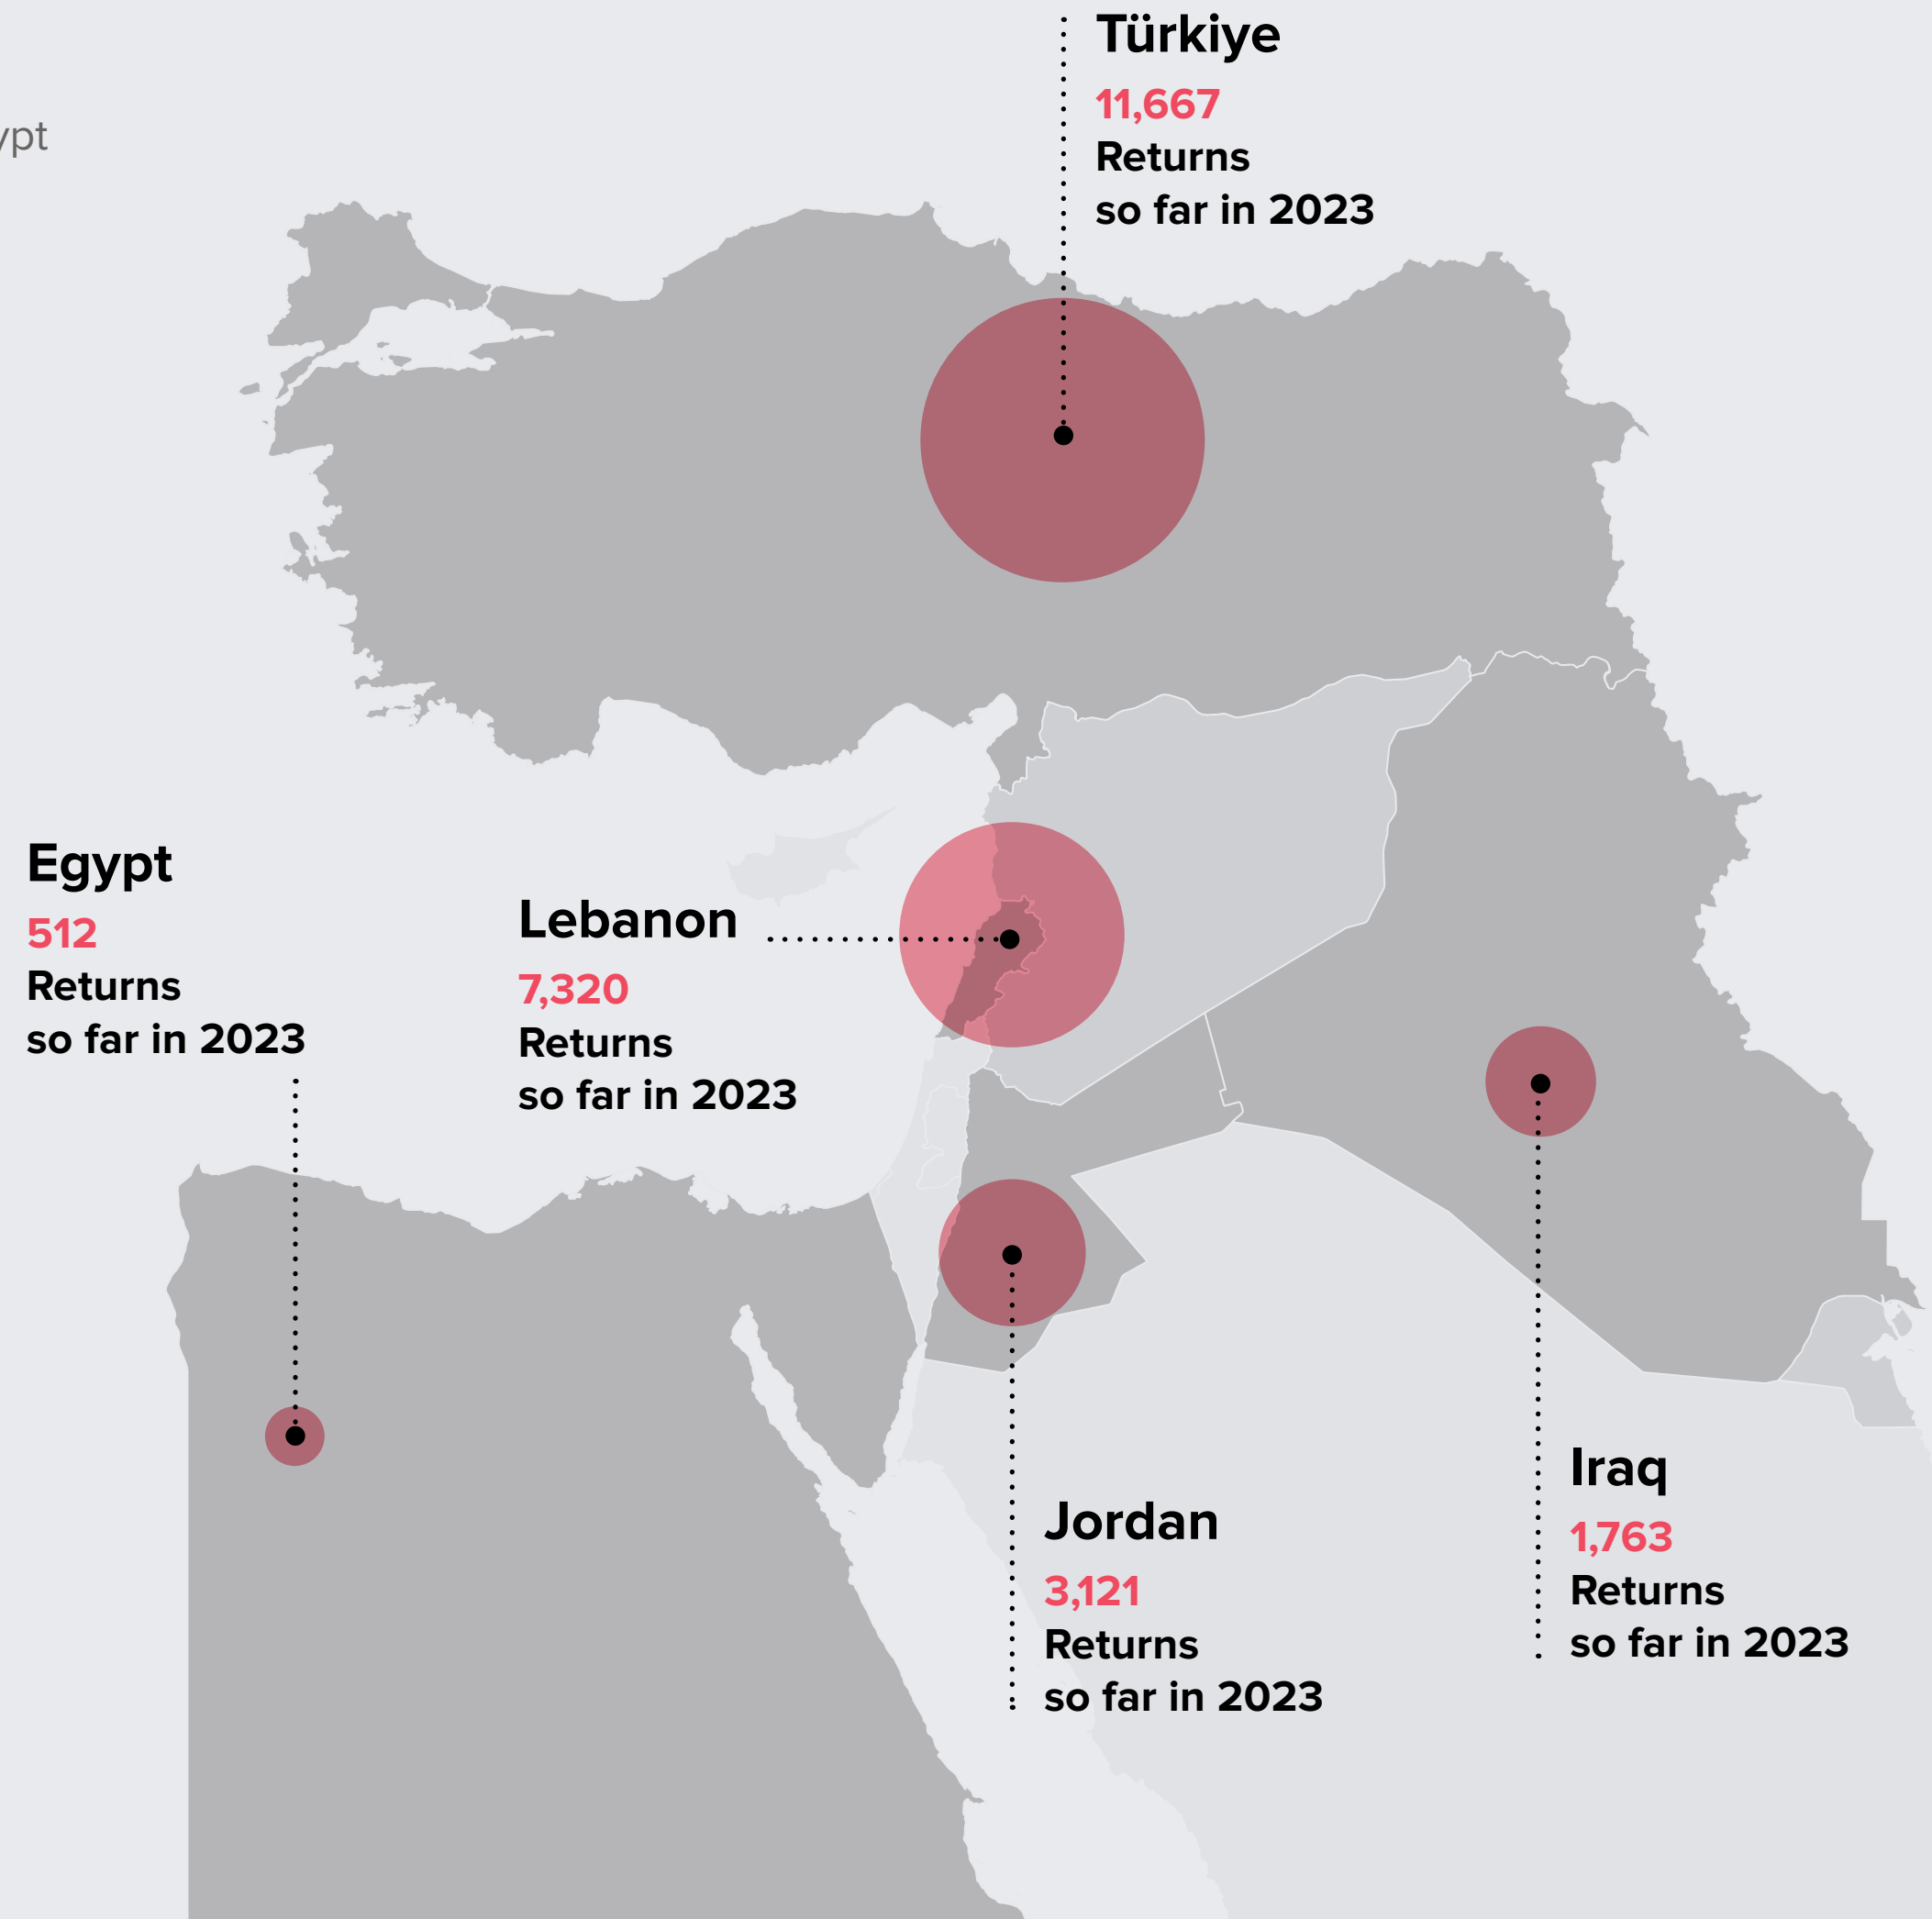 Türkiye
11,667
Returns
so far in 2023
Egypt
512
Returns
so far in 2023
Lebanon
7,320
Returns
so far in 2023
Iraq
1,763
Returns
so far in 2023
Jordan
3,121
Returns
so far in 2023